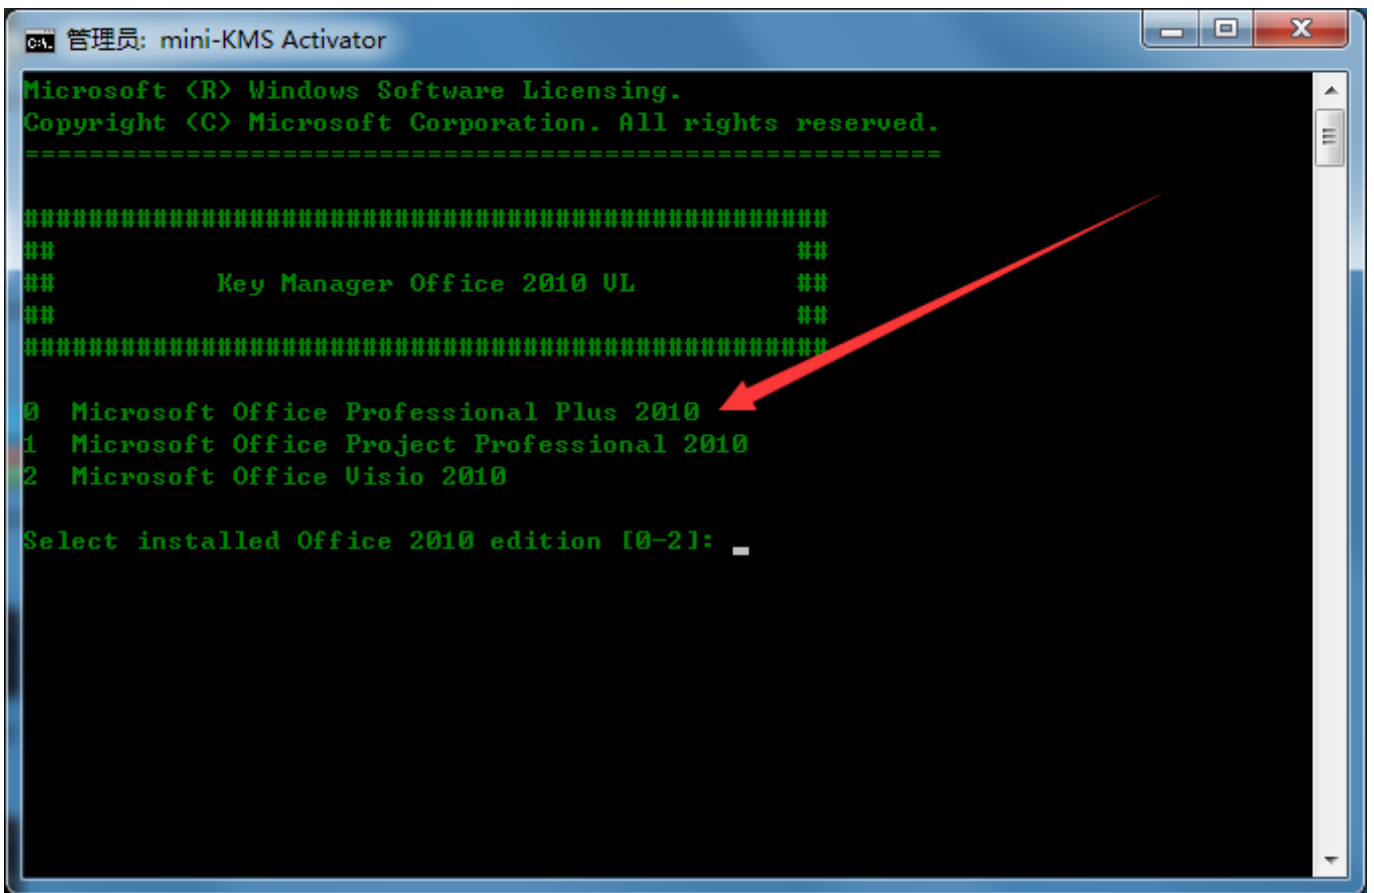 管理员: mini-KMS Activator
Microsoft (R) Windows Software Licensing.
Copyright (C) Microsoft Corporation. All rights reserved.
=========================================================
##################################################
## ##
## Key Manager Office 2010 VL ##
## ##
##################################################
0 Microsoft Office Professional Plus 2010
1 Microsoft Office Project Professional 2010
2 Microsoft Office Visio 2010
Select installed Office 2010 edition [0-2]: _